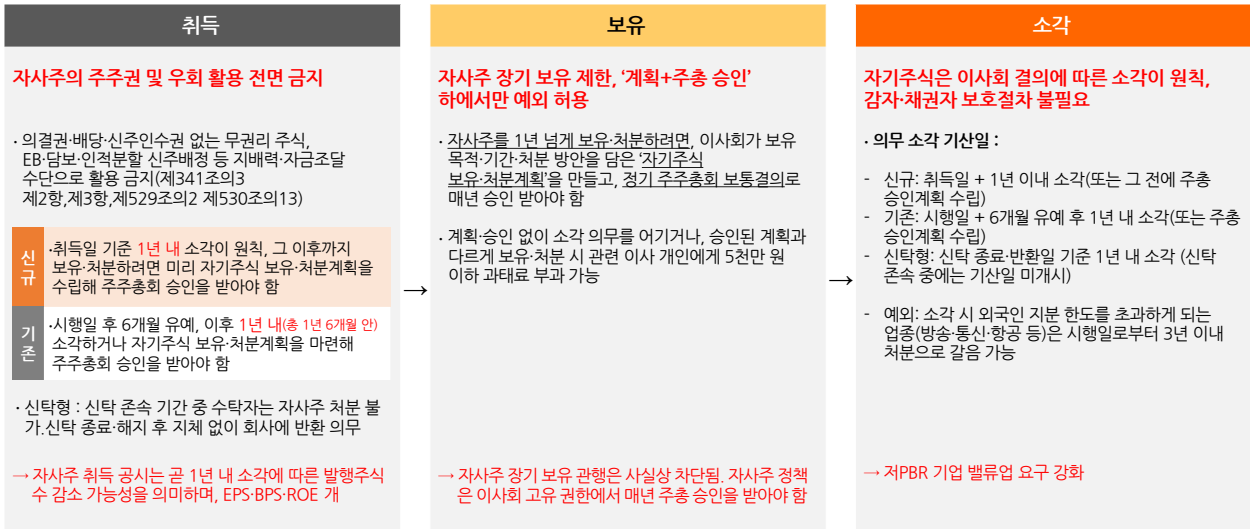 취득
자사주의 주주권 및 우회 활용 전면 금지
· 의결권·배당·신주인수권 없는 무권리 주식,
EB·담보·인적분할 신주배정 등 지배력·자금조달
수단으로 활용 금지(제341조의3
제2항,제3항,제529조의2 제530조의13)
신규
·취득일 기준 1년 내 소각이 원칙, 그 이후까지
보유·처분하려면 미리 자기주식 보유·처분계획을
수립해 주주총회 승인을 받아야 함
기존
·시행일 후 6개월 유예, 이후 1년 내(총 1년 6개월 안)
소각하거나 자기주식 보유·처분계획을 마련해
주주총회 승인을 받아야 함
· 신탁형 : 신탁 존속 기간 중 수탁자는 자사주 처분 불
가.신탁 종료·해지 후 지체 없이 회사에 반환 의무
→ 자사주 취득 공시는 곧 1년 내 소각에 따른 발행주식
수 감소 가능성을 의미하며, EPS·BPS·ROE 개
→
보유
자사주 장기 보유 제한, ‘계획+주총 승인’
하에서만 예외 허용
· 자사주를 1년 넘게 보유·처분하려면, 이사회가 보유
목적·기간·처분 방안을 담은 ‘자기주식
보유·처분계획’을 만들고, 정기 주주총회 보통결의로
매년 승인 받아야 함
· 계획·승인 없이 소각 의무를 어기거나, 승인된 계획과
다르게 보유·처분 시 관련 이사 개인에게 5천만 원
이하 과태료 부과 가능
→ 자사주 장기 보유 관행은 사실상 차단됨. 자사주 정책
은 이사회 고유 권한에서 매년 주총 승인을 받아야 함
→
소각
자기주식은 이사회 결의에 따른 소각이 원칙,
감자·채권자 보호절차 불필요
· 의무 소각 기산일 :
- 신규: 취득일 + 1년 이내 소각(또는 그 전에 주총
승인계획 수립)
- 기존: 시행일 + 6개월 유예 후 1년 내 소각(또는 주총
승인계획 수립)
- 신탁형: 신탁 종료·반환일 기준 1년 내 소각 (신탁
존속 중에는 기산일 미개시)
- 예외: 소각 시 외국인 지분 한도를 초과하게 되는
업종(방송·통신·항공 등)은 시행일로부터 3년 이내
처분으로 갈음 가능
→ 저PBR 기업 밸류업 요구 강화